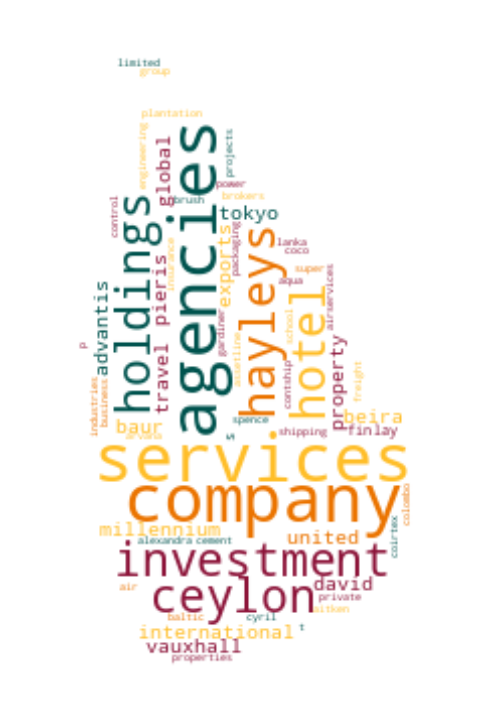 limited
group
plantation
engineering
global
projects
power
brush
brokers
control
holdings
agencies
tokyo
exports
packaging
hayleys
lanka
coco
super
aqua
airservices
insurance
pieris
travel
advantis
gardiner
school
hotel
property
contship
freight
p
industries
business
baur
spence
s
shipping
beira
finlay
services
company
colombo
millennium
united
coirtex
alexandra
cement
investment
air
ceylon
david
private
aitken
baltic
cyril
t
international
vauxhall
properties